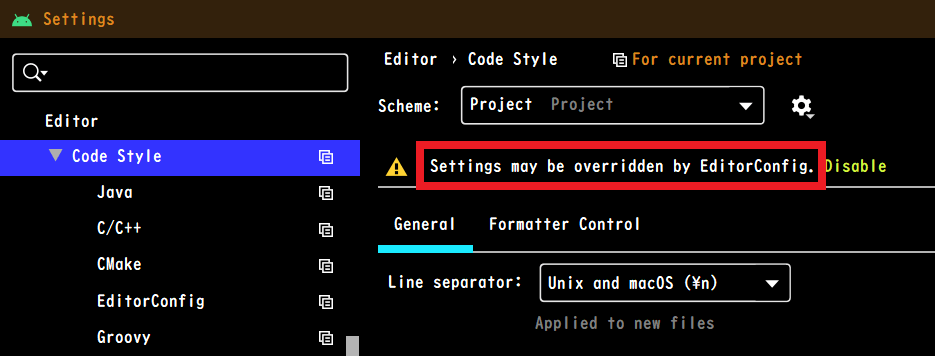 Settings
Editor
Code Style
Java
C/C++
CMake
EditorConfig
Groovy
Editor › Code Style For current project
Scheme: Project Project
Settings may be overridden by EditorConfig. Disable
General Formatter Control
Line separator: Unix and macOS (¥n)
Applied to new files